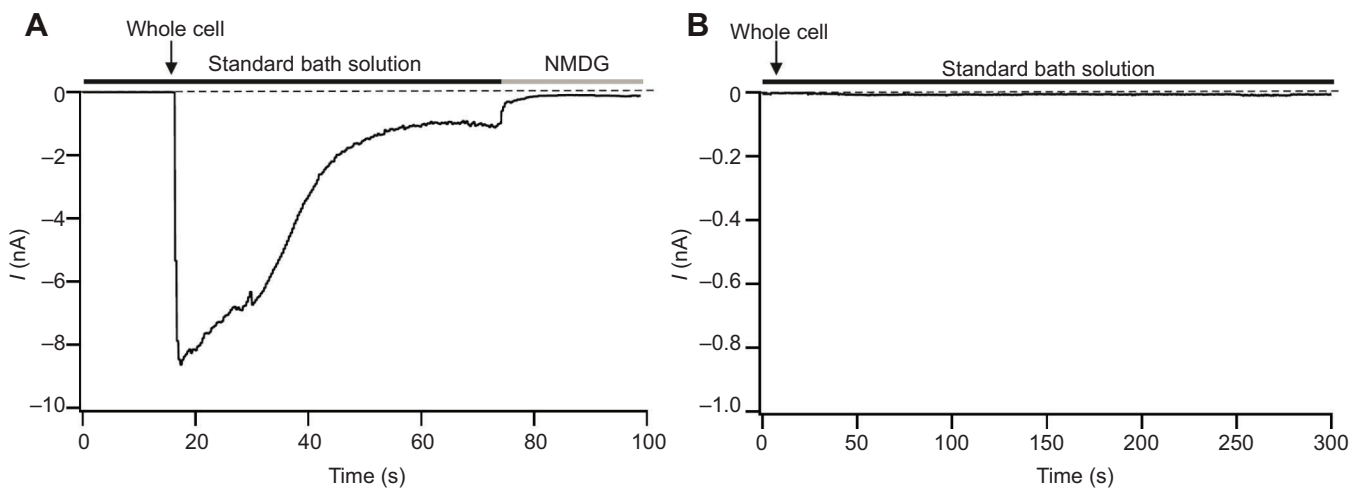 A
Whole cell
Standard bath solution
NMDG
0
–2
–4
–6
–8
–10
I (nA)
0
20
40
60
80
100
Time (s)
B
Whole cell
Standard bath solution
0
–0.2
–0.4
–0.6
–0.8
–1.0
I (nA)
0
50
100
150
200
250
300
Time (s)